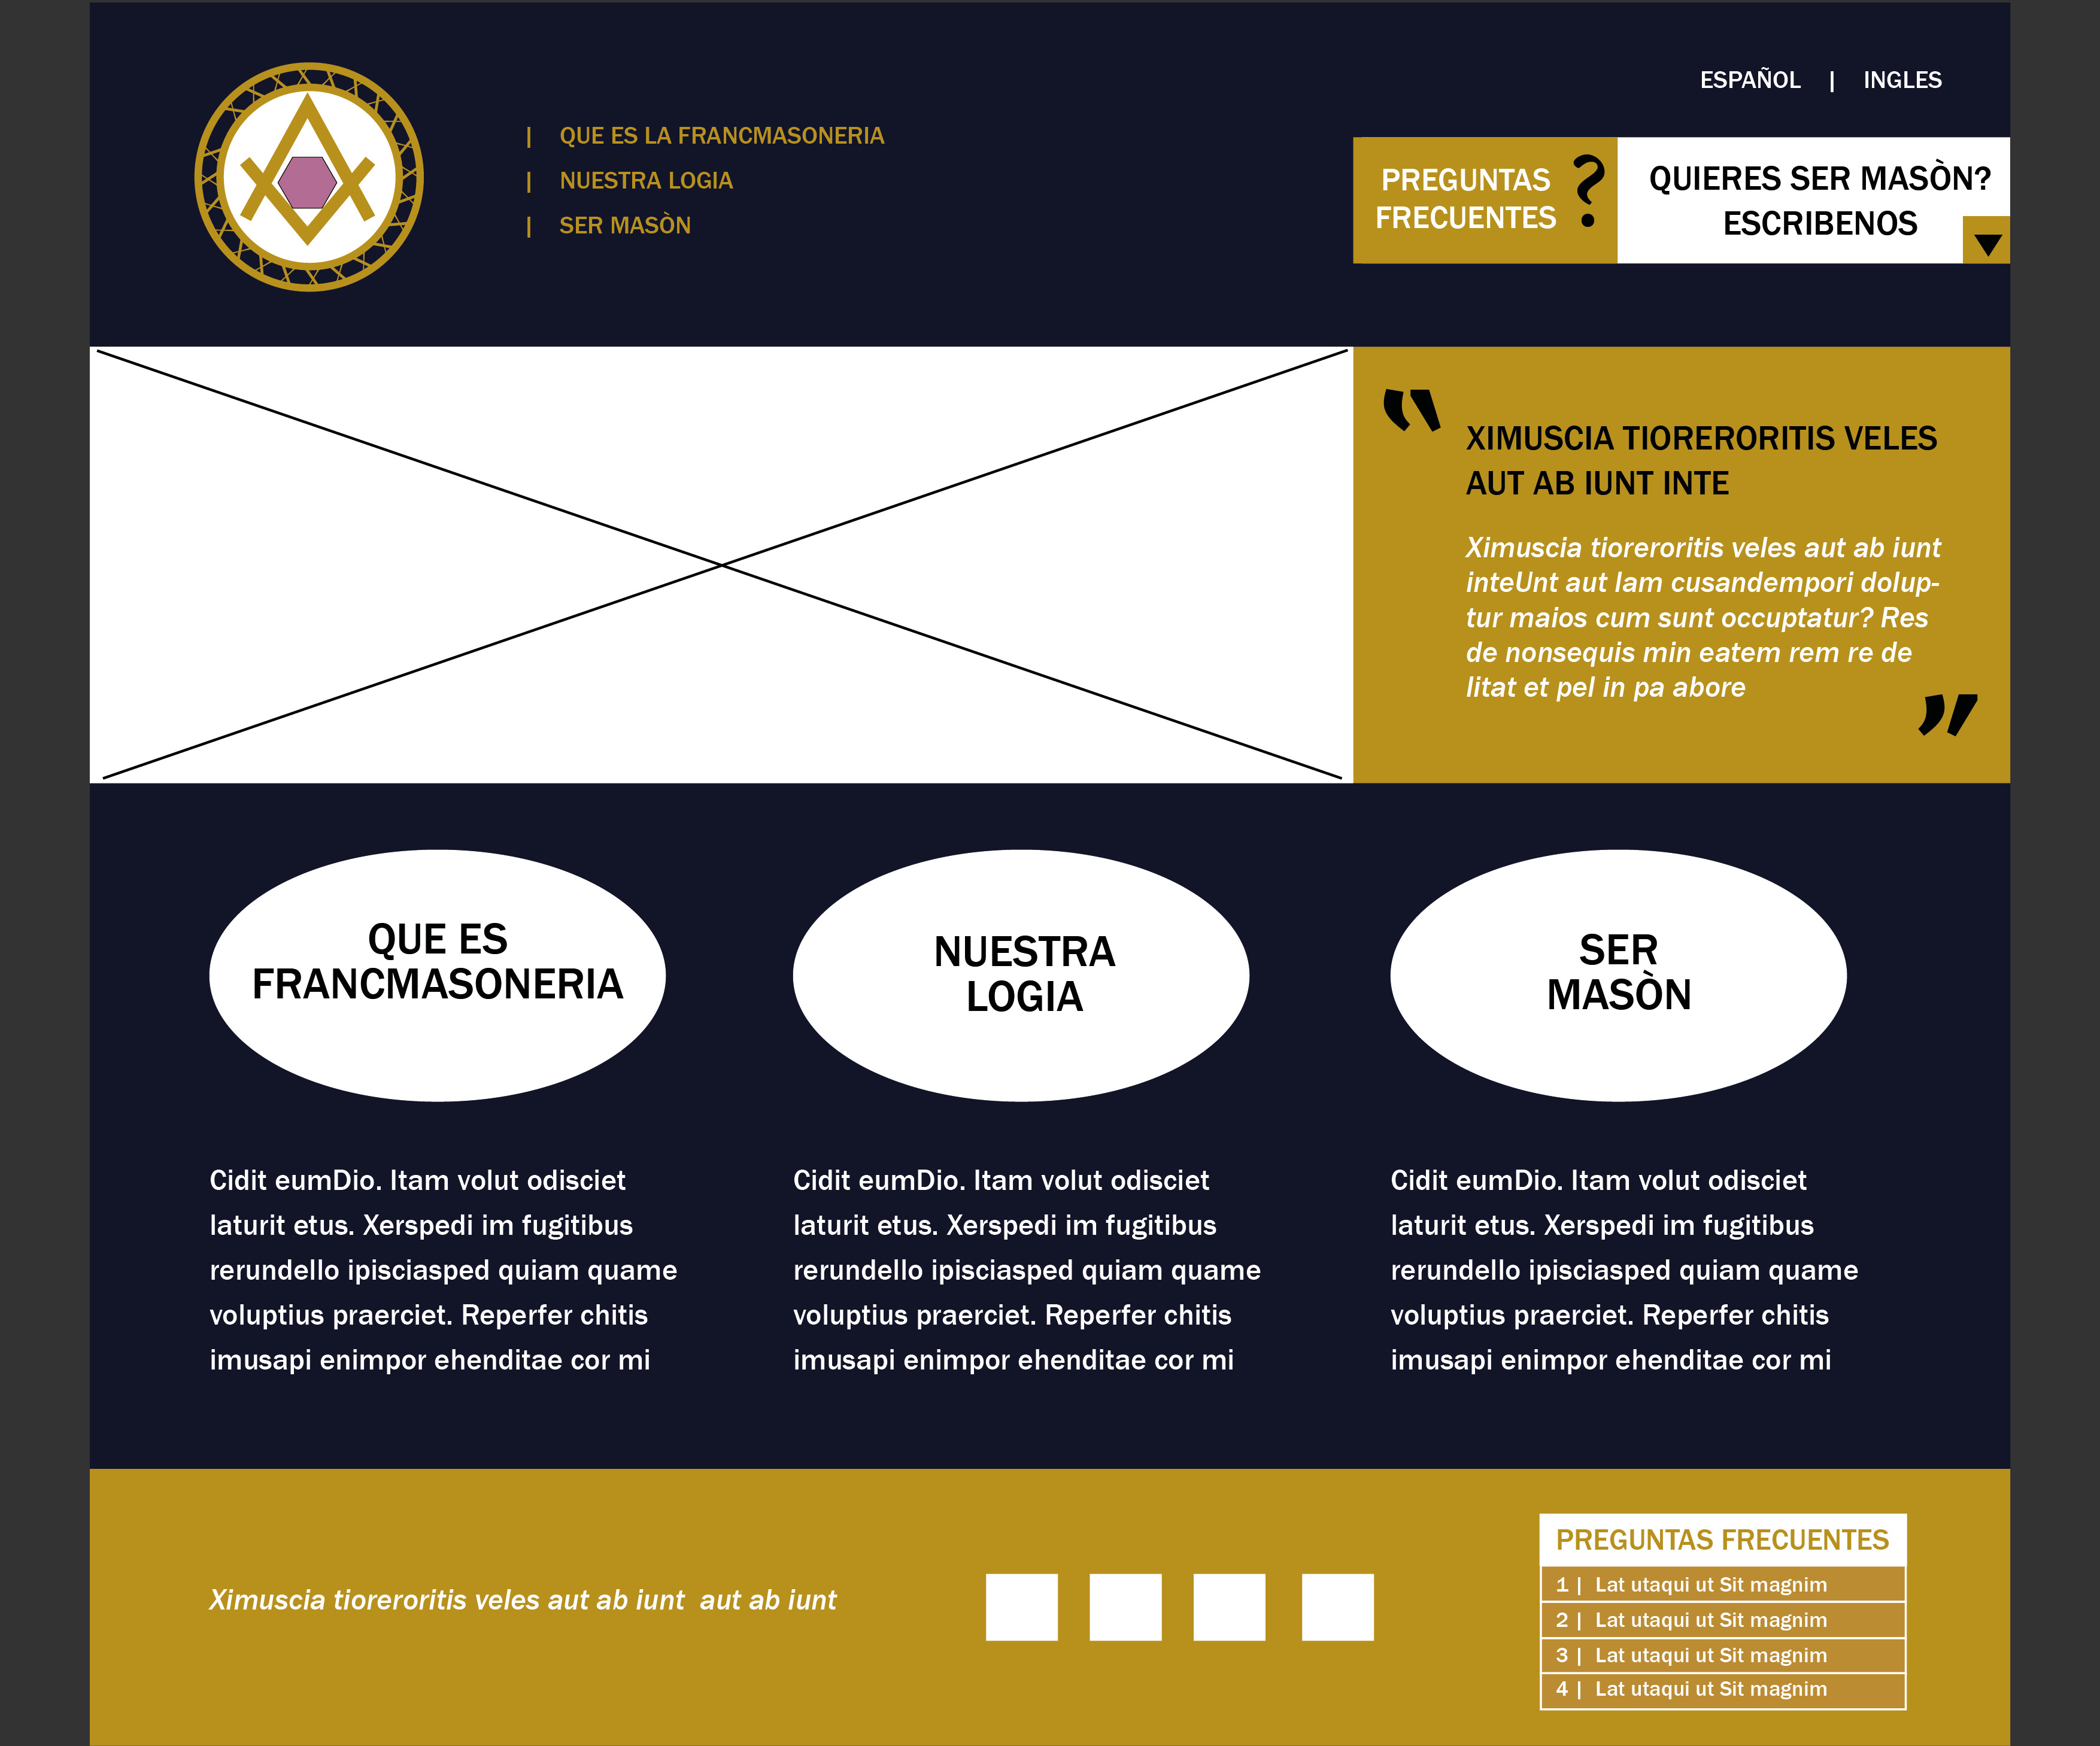 ESPAÑOL | INGLES
| QUE ES LA FRANCMASONERIA
| NUESTRA LOGIA
| SER MASÒN
PREGUNTAS
FRECUENTES
?
QUIERES SER MASÒN?
ESCRIBENOS
‟
XIMUSCIA TIORERORITIS VELES
AUT AB IUNT INTE
Ximuscia tioreroritis veles aut ab iunt
inteUnt aut lam cusandempori dolup-
tur maios cum sunt occuptatur? Res
de nonsequis min eatem rem re de
litat et pel in pa abore
”
QUE ES
FRANCMASONERIA
Cidit eumDio. Itam volut odisciet
laturit etus. Xerspedi im fugitibus
rerundello ipisciasped quiam quame
voluptius praerciet. Reperfer chitis
imusapi enimpor ehenditae cor mi
NUESTRA
LOGIA
Cidit eumDio. Itam volut odisciet
laturit etus. Xerspedi im fugitibus
rerundello ipisciasped quiam quame
voluptius praerciet. Reperfer chitis
imusapi enimpor ehenditae cor mi
SER
MASÒN
Cidit eumDio. Itam volut odisciet
laturit etus. Xerspedi im fugitibus
rerundello ipisciasped quiam quame
voluptius praerciet. Reperfer chitis
imusapi enimpor ehenditae cor mi
Ximuscia tioreroritis veles aut ab iunt aut ab iunt
PREGUNTAS FRECUENTES
1 | Lat utaqui ut Sit magnim
2 | Lat utaqui ut Sit magnim
3 | Lat utaqui ut Sit magnim
4 | Lat utaqui ut Sit magnim